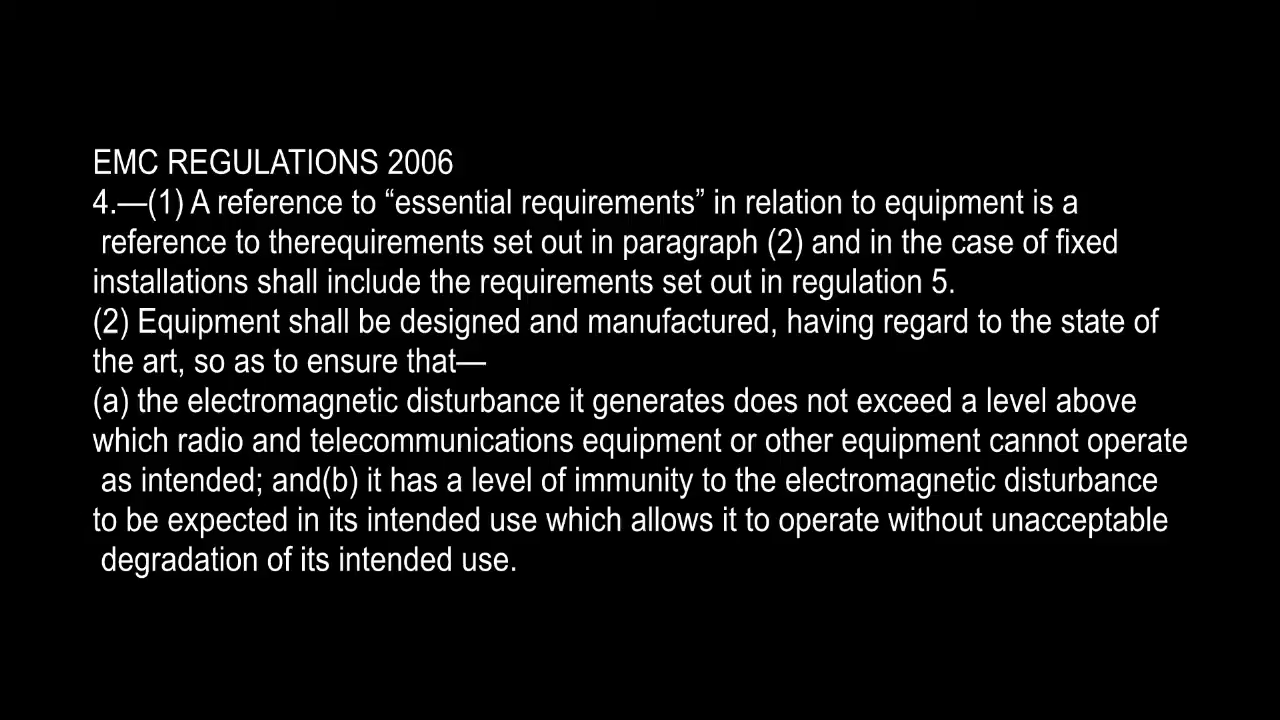 EMC REGULATIONS 2006
4.—(1) A reference to “essential requirements” in relation to equipment is a
reference to therequirements set out in paragraph (2) and in the case of fixed
installations shall include the requirements set out in regulation 5.
(2) Equipment shall be designed and manufactured, having regard to the state of
the art, so as to ensure that—
(a) the electromagnetic disturbance it generates does not exceed a level above
which radio and telecommunications equipment or other equipment cannot operate
as intended; and(b) it has a level of immunity to the electromagnetic disturbance
to be expected in its intended use which allows it to operate without unacceptable
degradation of its intended use.